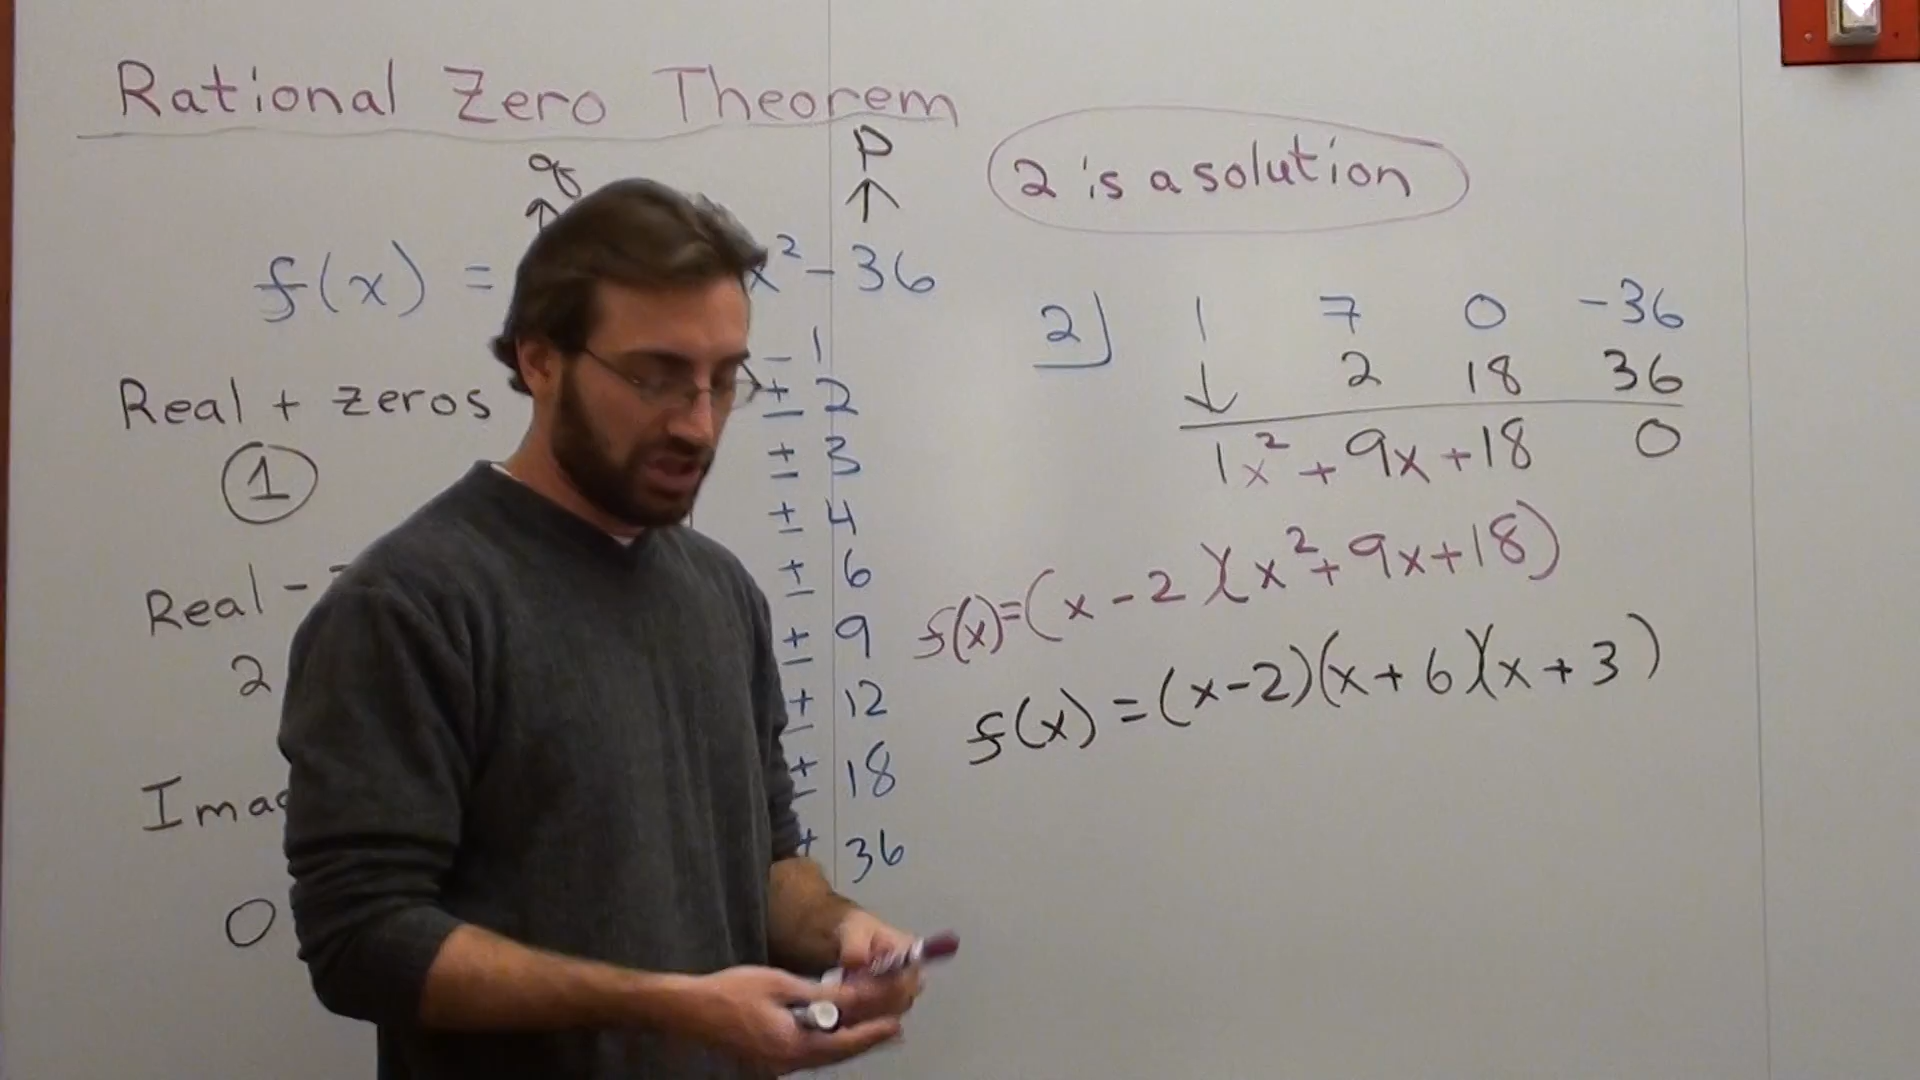 Rational Zero Theorem
q
P
f(x) = x² - 36
Real + zeros
1
Real -
2
Imag
0
- 1
± 2
± 3
± 4
± 6
± 9
± 12
± 18
± 36
2 is a solution
2 1 7 0 -36
2 18 36
1x² + 9x + 18 0
f(x)=(x-2)(x²+9x+18)
f(x)=(x-2)(x+6)(x+3)